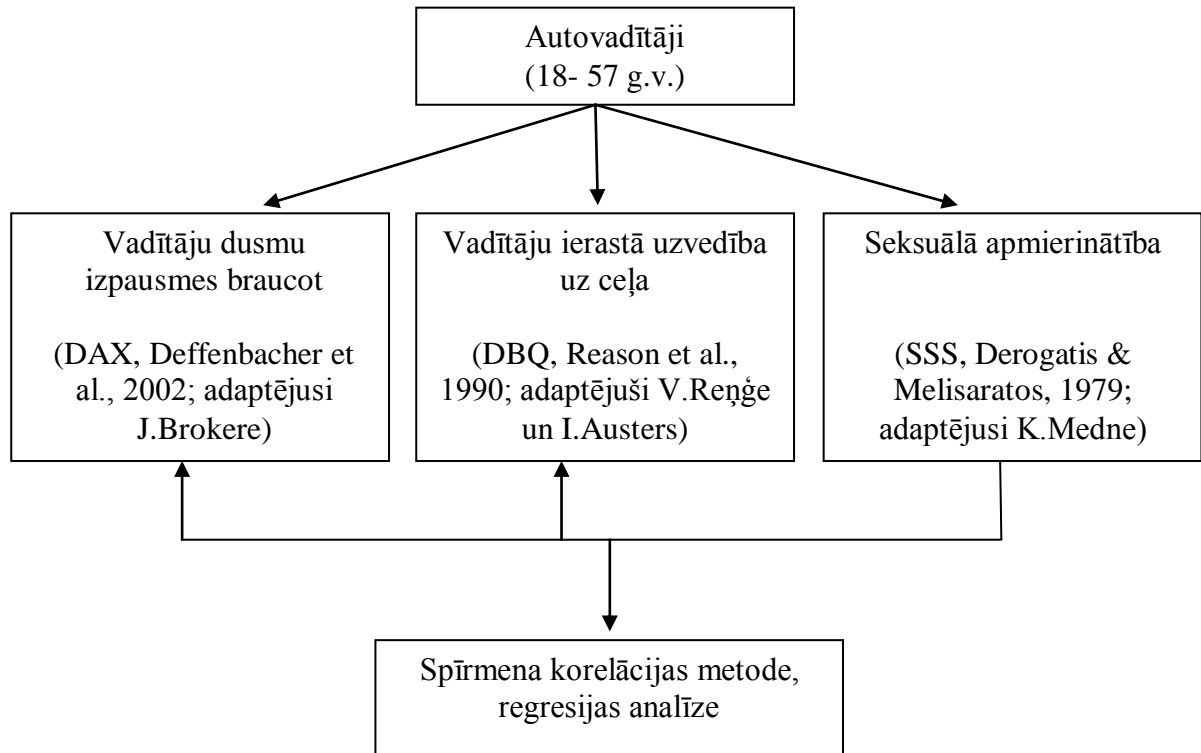 Autovadītāji
(18- 57 g.v.)
Vadītāju dusmu
izpausmes braucot
(DAX, Deffenbacher et
al., 2002; adaptējusi
J.Brokere)
Vadītāju ierastā uzvedība
uz ceļa
(DBQ, Reason et al.,
1990; adaptējuši V.Reņģe
un I.Austers)
Seksuālā apmierinātība
(SSS, Derogatis &
Melisaratos, 1979;
adaptējusi K.Medne)
Spīrmena korelācijas metode,
regresijas analīze